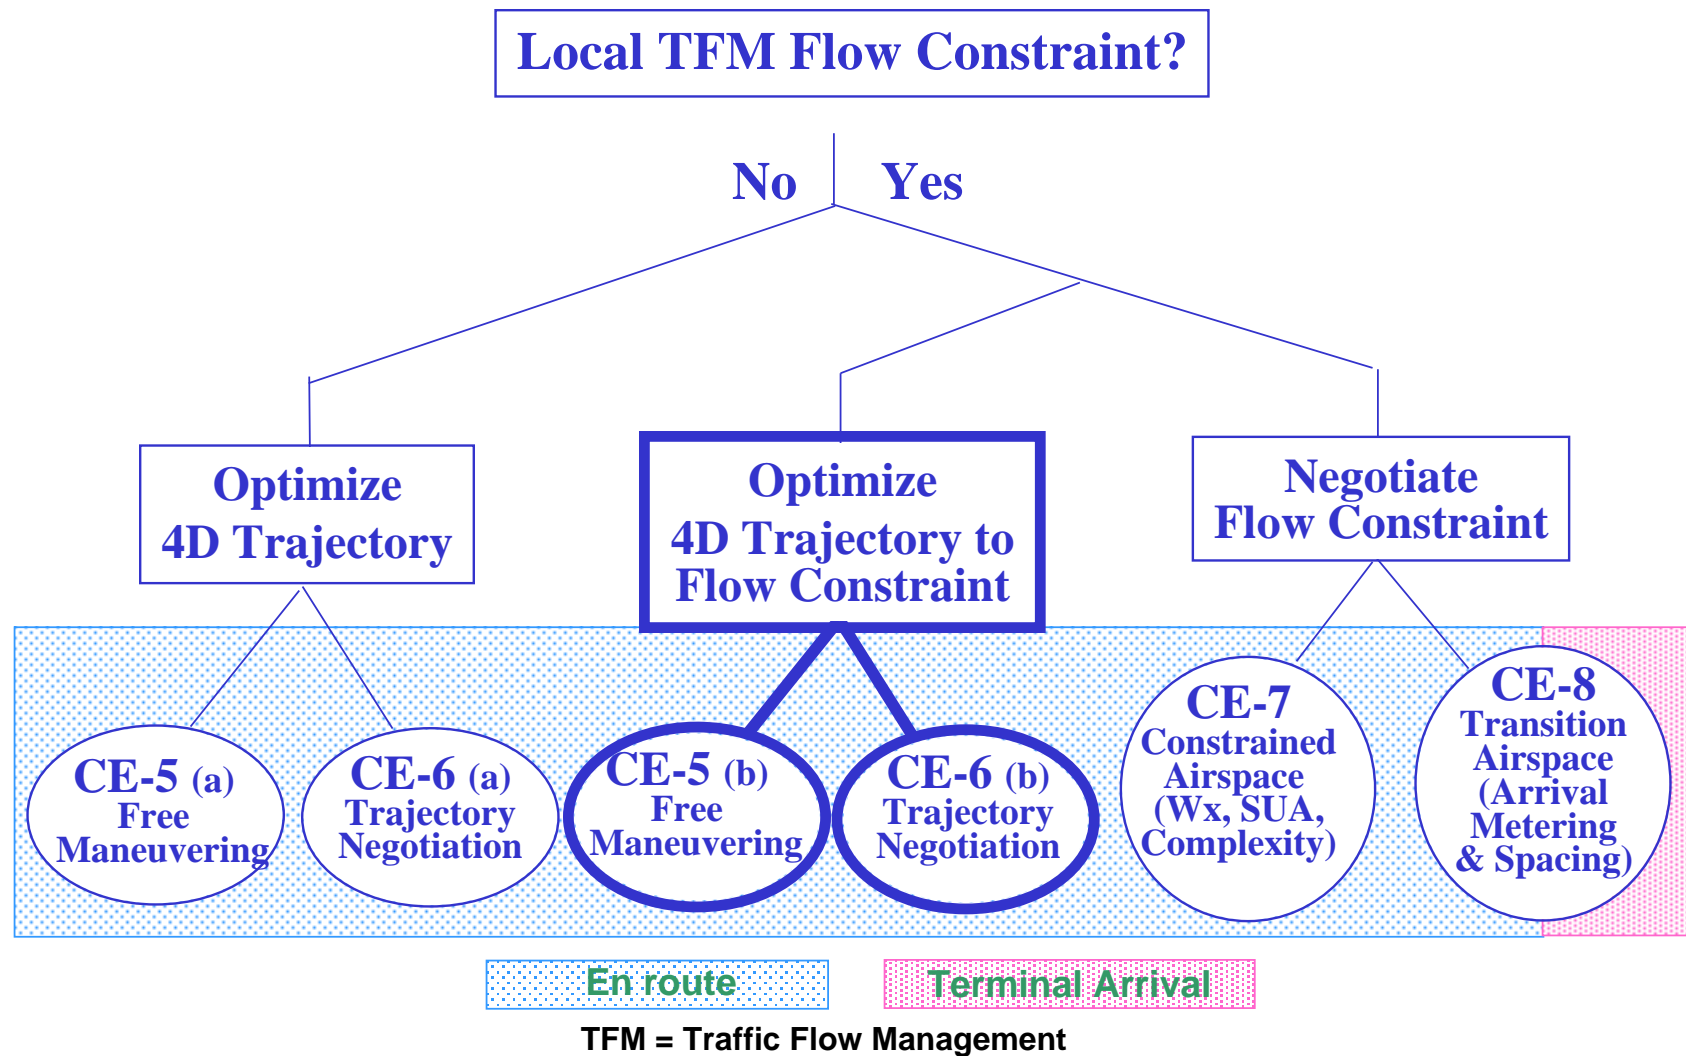 Local TFM Flow Constraint?
No
Yes
Optimize
4D Trajectory
Optimize
4D Trajectory to
Flow Constraint
Negotiate
Flow Constraint
CE-5 (a)
Free
Maneuvering
CE-6 (a)
Trajectory
Negotiation
CE-5 (b)
Free
Maneuvering
CE-6 (b)
Trajectory
Negotiation
CE-7
Constrained
Airspace
(Wx, SUA,
Complexity)
CE-8
Transition
Airspace
(Arrival
Metering
& Spacing)
En route
Terminal Arrival
TFM = Traffic Flow Management